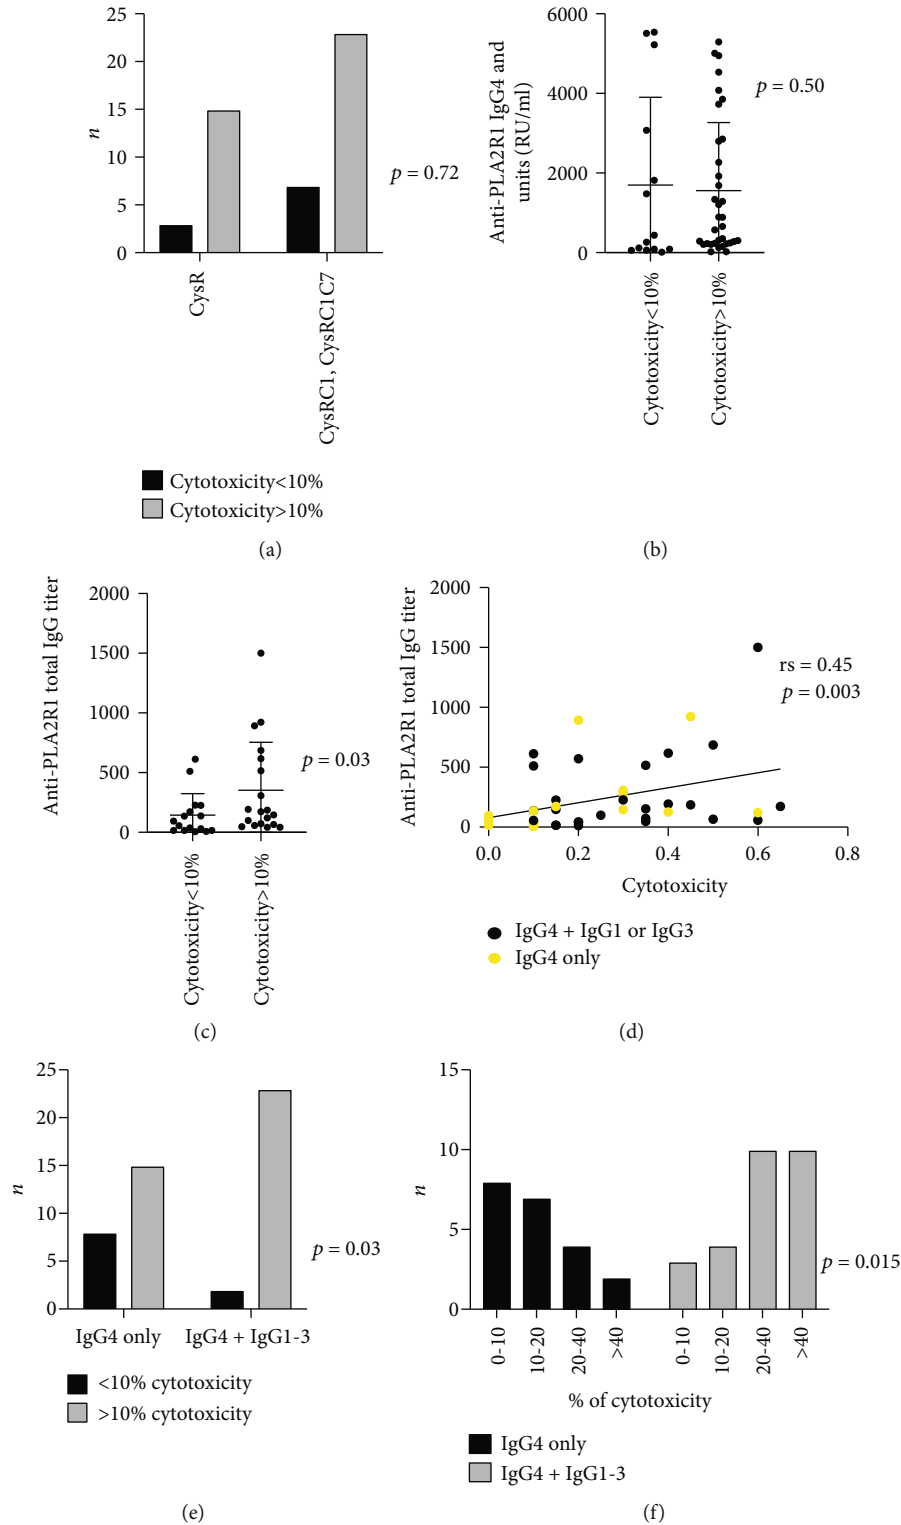 25
20
15
10
5
0
n
CysR
CysRC1, CysRC1C7
p = 0.72
Cytotoxicity<10%
Cytotoxicity>10%
(a)
6000
4000
2000
0
Anti-PLA2R1 IgG4 and
units (RU/ml)
Cytotoxicity<10%
Cytotoxicity>10%
p = 0.50
(b)
2000
1500
1000
500
0
Anti-PLA2R1 total IgG titer
Cytotoxicity<10%
Cytotoxicity>10%
p = 0.03
(c)
2000
1500
1000
500
0
Anti-PLA2R1 total IgG titer
0.0 0.2 0.4 0.6 0.8
Cytotoxicity
rs = 0.45
p = 0.003
IgG4 + IgG1 or IgG3
IgG4 only
(d)
25
20
15
10
5
0
n
IgG4 only IgG4 + IgG1-3
p = 0.03
<10% cytotoxicity
>10% cytotoxicity
(e)
15
10
5
0
n
0-10
10-20
20-40
>40
0-10
10-20
20-40
>40
% of cytotoxicity
p = 0.015
IgG4 only
IgG4 + IgG1-3
(f)